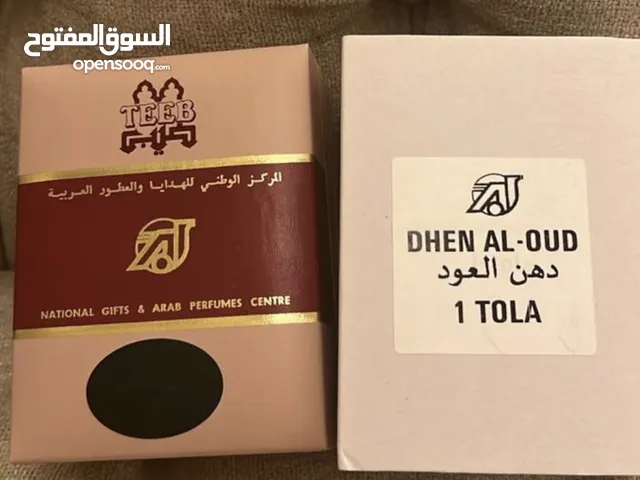 السوق المفتوح
opensooq.com
TEEB
طيب
المركز الوطني للهدايا والعطور العربية
NATIONAL GIFTS & ARAB PERFUMES CENTRE
DHEN AL-OUD
دهن العود
1 TOLA